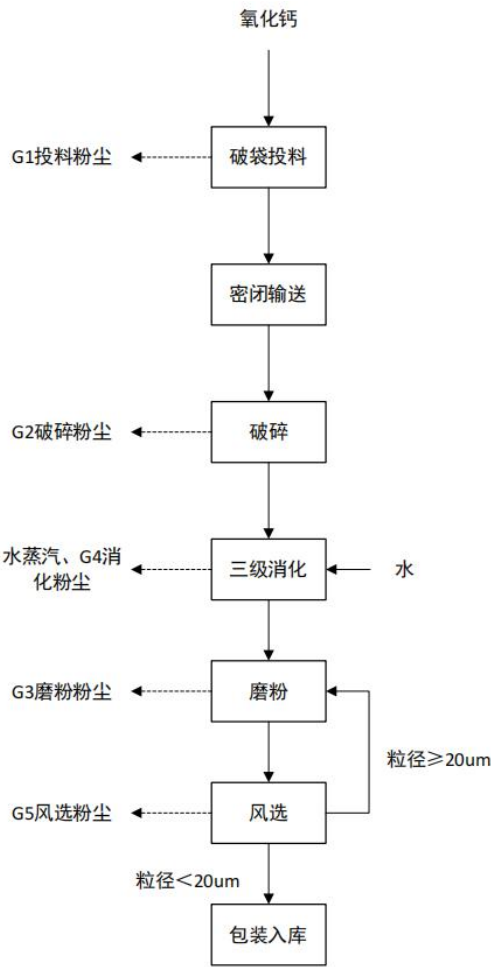 氧化钙
G1投料粉尘
破袋投料
密闭输送
G2破碎粉尘
破碎
水蒸汽、G4消
化粉尘
三级消化
水
G3磨粉粉尘
磨粉
粒径≥20um
G5风选粉尘
风选
粒径＜20um
包装入库